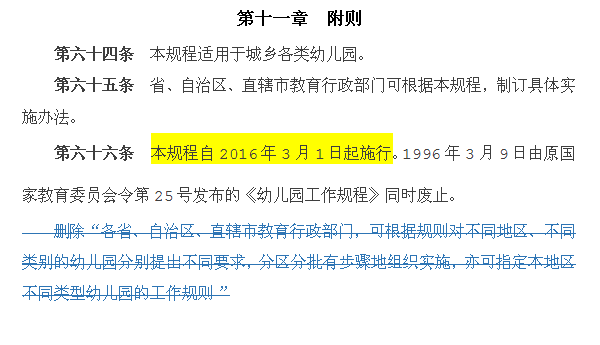 第十一章　附则
第六十四条　本规程适用于城乡各类幼儿园。
第六十五条　省、自治区、直辖市教育行政部门可根据本规程，制订具体实
施办法。
第六十六条　本规程自 2016 年 3 月 1 日起施行。1996 年 3 月 9 日由原国
家教育委员会令第 25 号发布的《幼儿园工作规程》同时废止。
删除“各省、自治区、直辖市教育行政部门，可根据规则对不同地区、不同
类别的幼儿园分别提出不同要求，分区分批有步骤地组织实施，亦可指定本地区
不同类型幼儿园的工作规则 ”